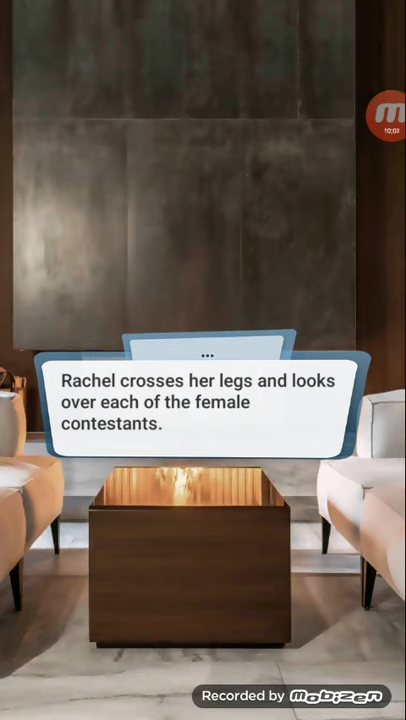 10:02
...
Rachel crosses her legs and looks
over each of the female
contestants.
Recorded by Mobizen